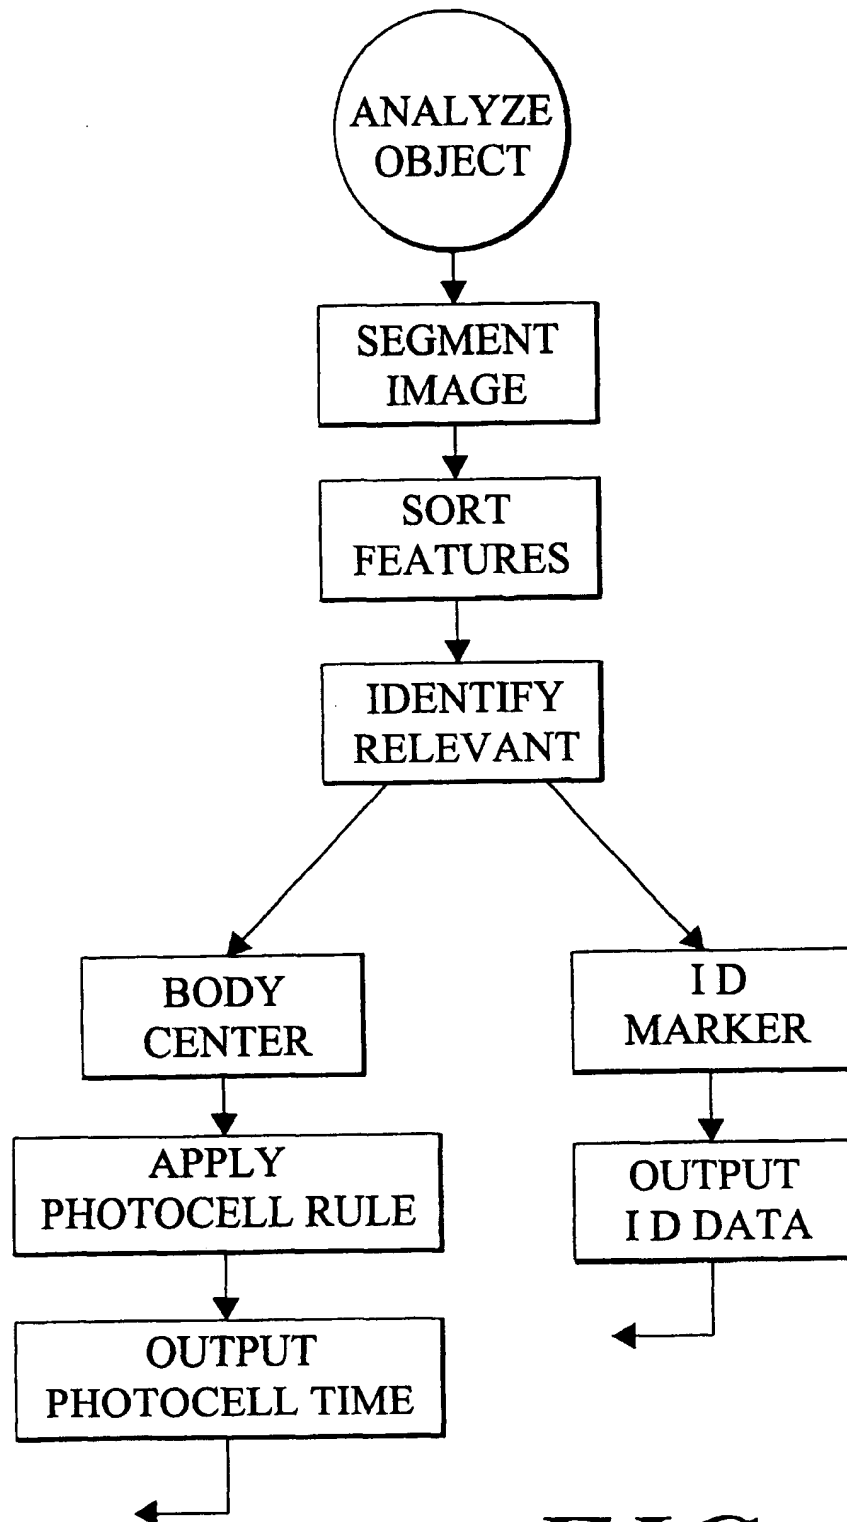 ANALYZE
OBJECT
SEGMENT
IMAGE
SORT
FEATURES
IDENTIFY
RELEVANT
BODY
CENTER
I D
MARKER
APPLY
PHOTOCELL RULE
OUTPUT
I D DATA
OUTPUT
PHOTOCELL TIME